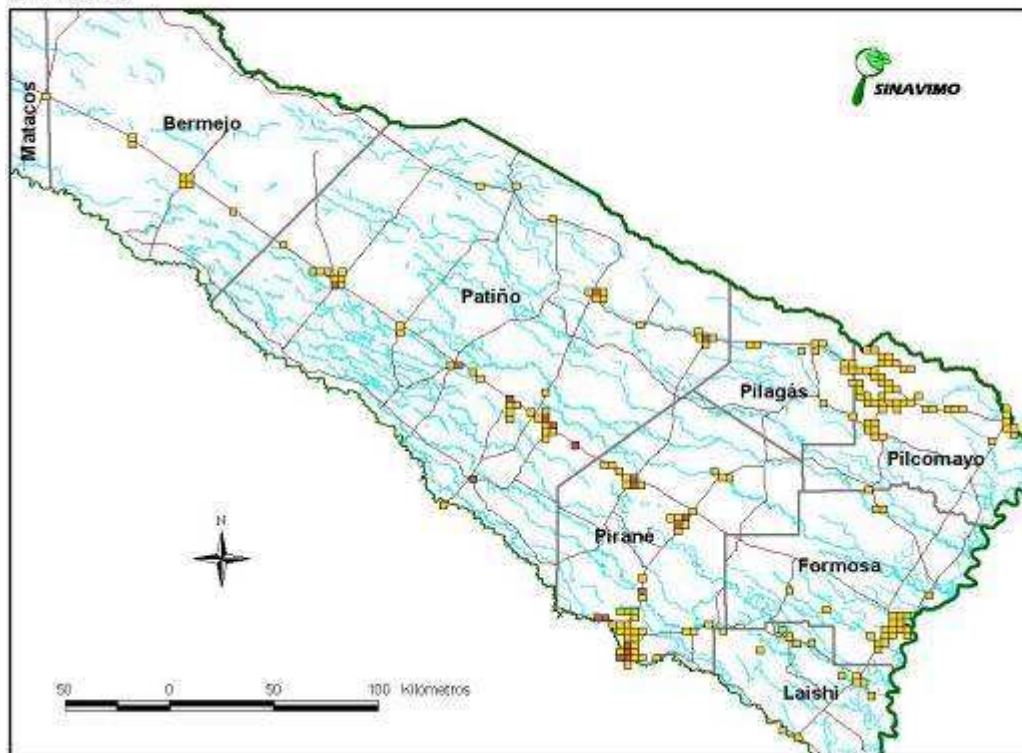 SINAVIMO
Matacos
Bermejo
Patiño
Pilagás
Pilcomayo
Pirané
Formosa
Laishi
N
50 0 50 100 Kilómetros